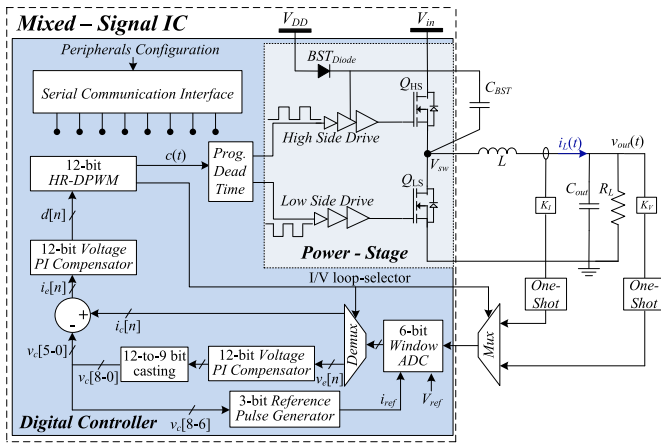 Mixed – Signal IC
V_DD
V_in
Peripherals Configuration
Serial Communication Interface
BST_Diode
Q_HS
C_BST
High Side Drive
12-bit
HR-DPWM
c(t)
Prog.
Dead
Time
V_sw
L
i_L(t)
v_out(t)
Q_LS
Low Side Drive
K_I
C_out
R_L
K_V
d[n]
Power - Stage
12-bit Voltage
PI Compensator
I/V loop-selector
One-
Shot
One-
Shot
i_e[n]
+
-
i_c[n]
Demux
6-bit
Window
ADC
Mux
v_c[5-0]
v_c[8-0]
12-to-9 bit
casting
12-bit Voltage
PI Compensator
v_e[n]
v_c[8-6]
3-bit Reference
Pulse Generator
i_ref
V_ref
Digital Controller